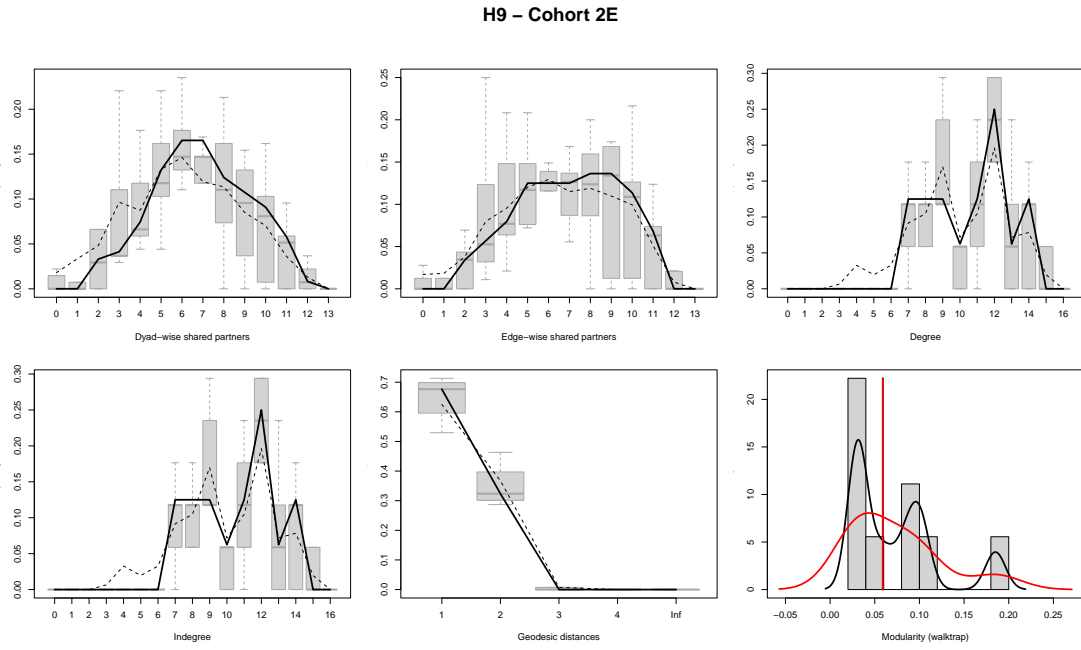 H9 – Cohort 2E
0.00 0.05 0.10 0.15 0.20
0 1 2 3 4 5 6 7 8 9 10 11 12 13
Dyad−wise shared partners
0.00 0.05 0.10 0.15 0.20 0.25
0 1 2 3 4 5 6 7 8 9 10 11 12 13
Edge−wise shared partners
0.00 0.05 0.10 0.15 0.20 0.25 0.30
0 1 2 3 4 5 6 7 8 9 10 12 14 16
Degree
0.00 0.05 0.10 0.15 0.20 0.25 0.30
0 1 2 3 4 5 6 7 8 9 10 12 14 16
Indegree
0.0 0.1 0.2 0.3 0.4 0.5 0.6 0.7
1 2 3 4 Inf
Geodesic distances
0 5 10 15 20
−0.05 0.00 0.05 0.10 0.15 0.20 0.25
Modularity (walktrap)